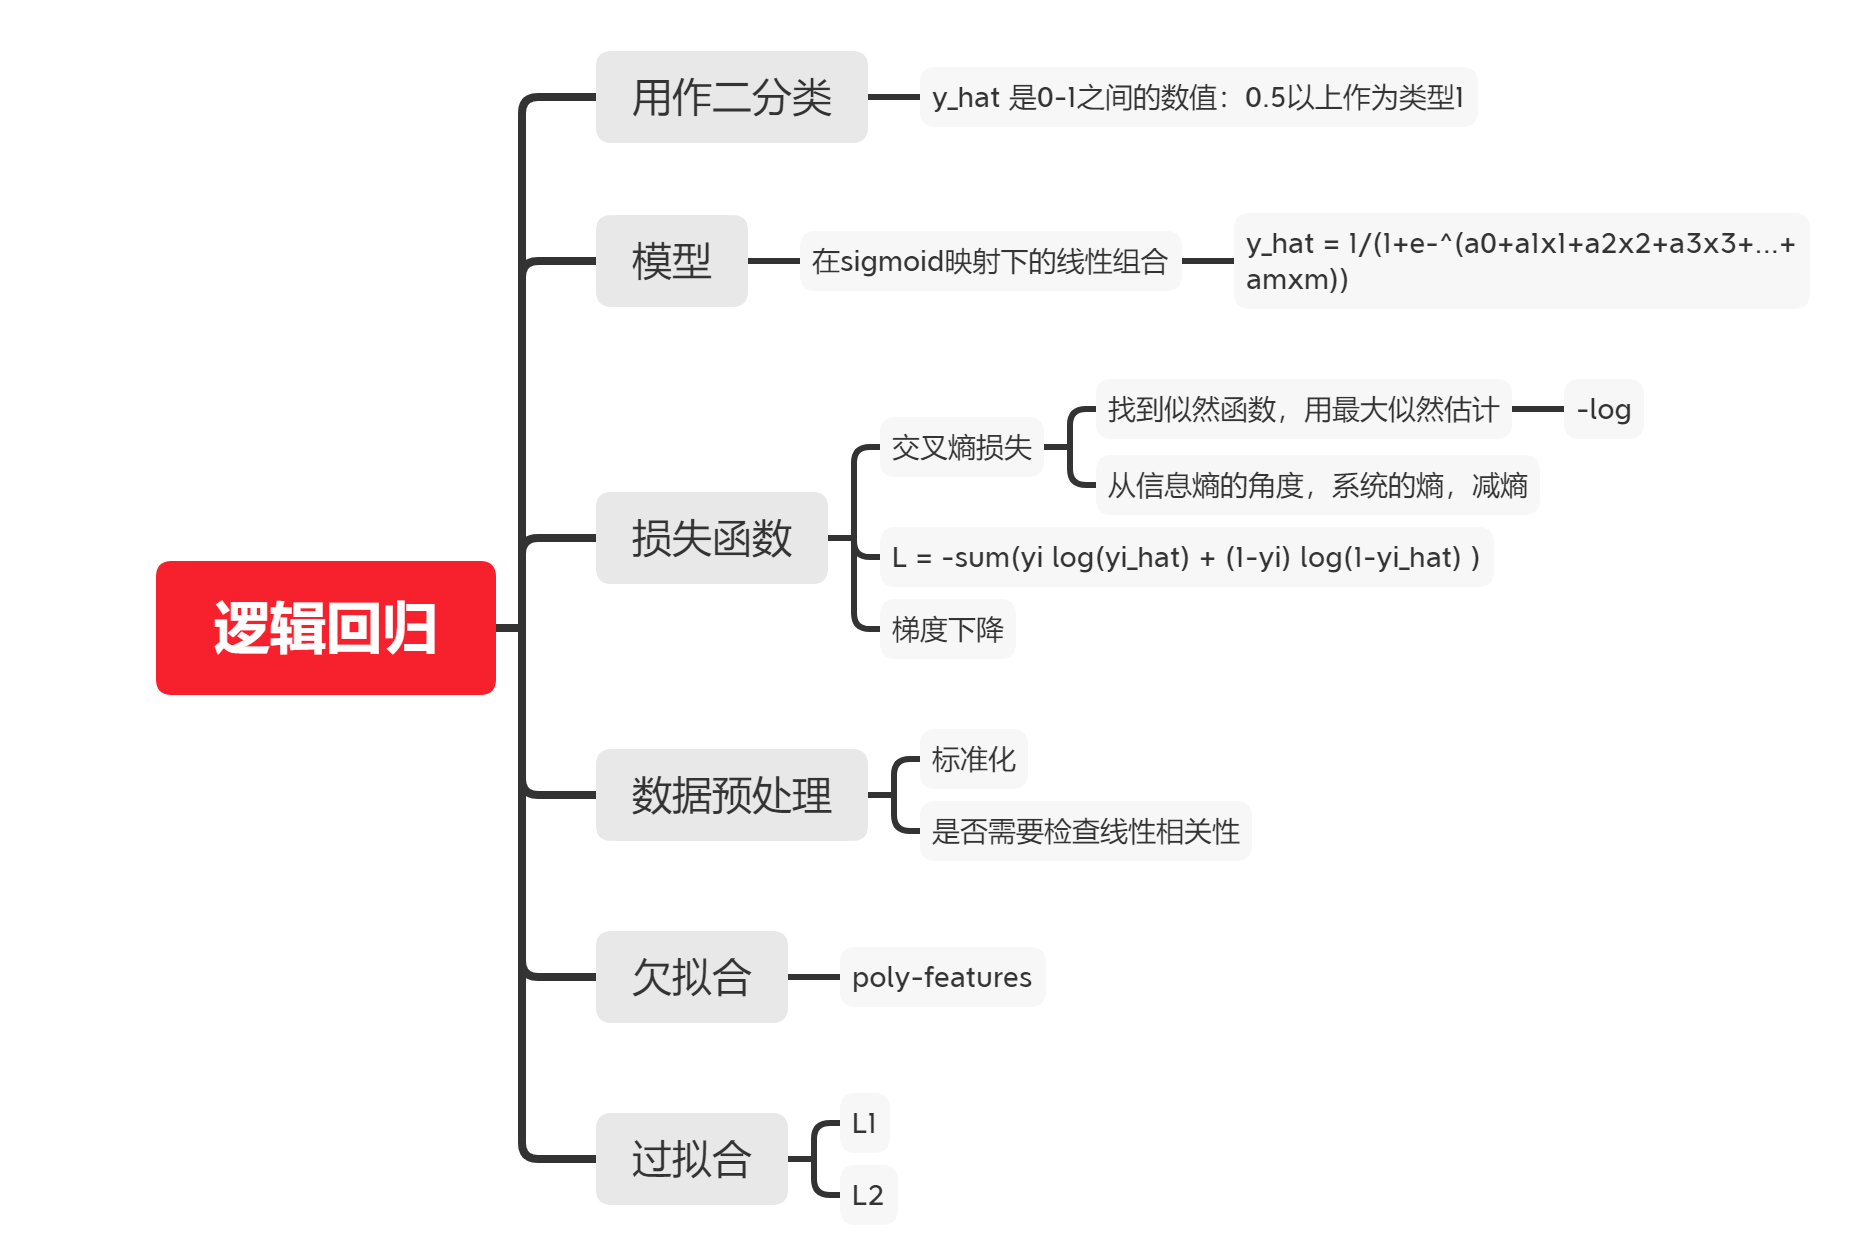 逻辑回归
用作二分类
y_hat 是0-1之间的数值：0.5以上作为类型1
模型
在sigmoid映射下的线性组合
y_hat = 1/(1+e-^(a0+a1x1+a2x2+a3x3+...+
amxm))
损失函数
交叉熵损失
找到似然函数，用最大似然估计
-log
从信息熵的角度，系统的熵，减熵
L = -sum(yi log(yi_hat) + (1-yi) log(1-yi_hat) )
梯度下降
数据预处理
标准化
是否需要检查线性相关性
欠拟合
poly-features
过拟合
L1
L2